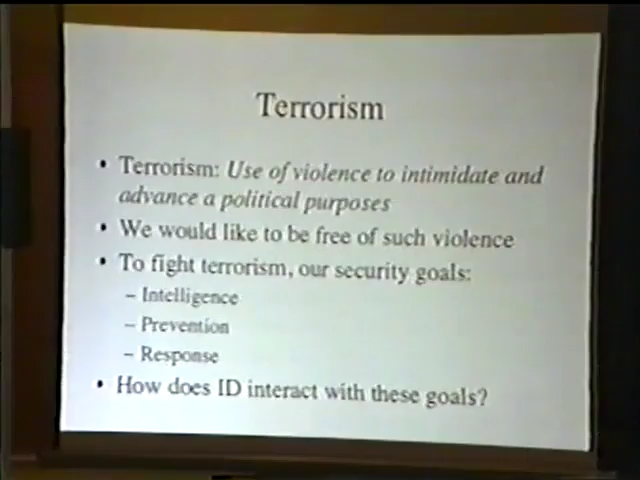 Terrorism
• Terrorism: Use of violence to intimidate and
advance a political purposes
• We would like to be free of such violence
• To fight terrorism, our security goals:
– Intelligence
– Prevention
– Response
• How does ID interact with these goals?